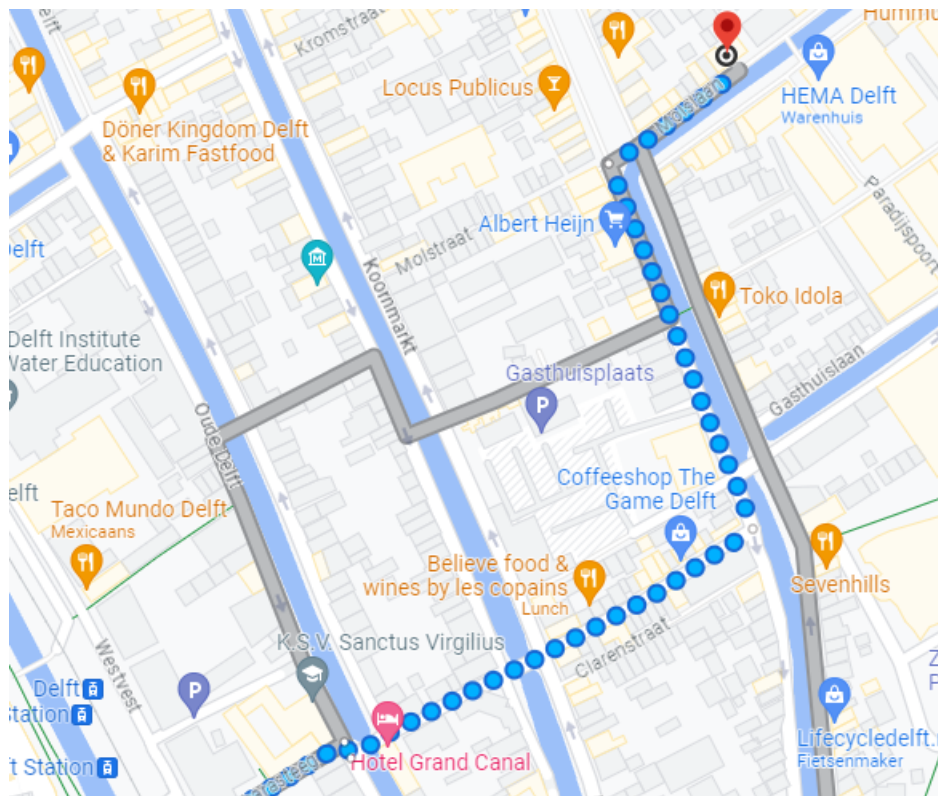 Kromstraat
Hummu
Locus Publicus
Molslaan
HEMA Delft
Warenhuis
Döner Kingdom Delft
& Karim Fastfood
Paradijspoort
Albert Heijn
Molstraat
Koornmarkt
Toko Idola
Delft Institute
Water Education
Gasthuisplaats
P
Gasthuislaan
Oude Delft
Coffeeshop The
Game Delft
Taco Mundo Delft
Mexicaans
Believe food &
wines by les copains
Lunch
Sevenhills
Clarenstraat
K.S.V. Sanctus Virgilius
Westvest
P
Delft
Station
Hotel Grand Canal
ft Station
Lifecycledelft.
Fietsenmaker